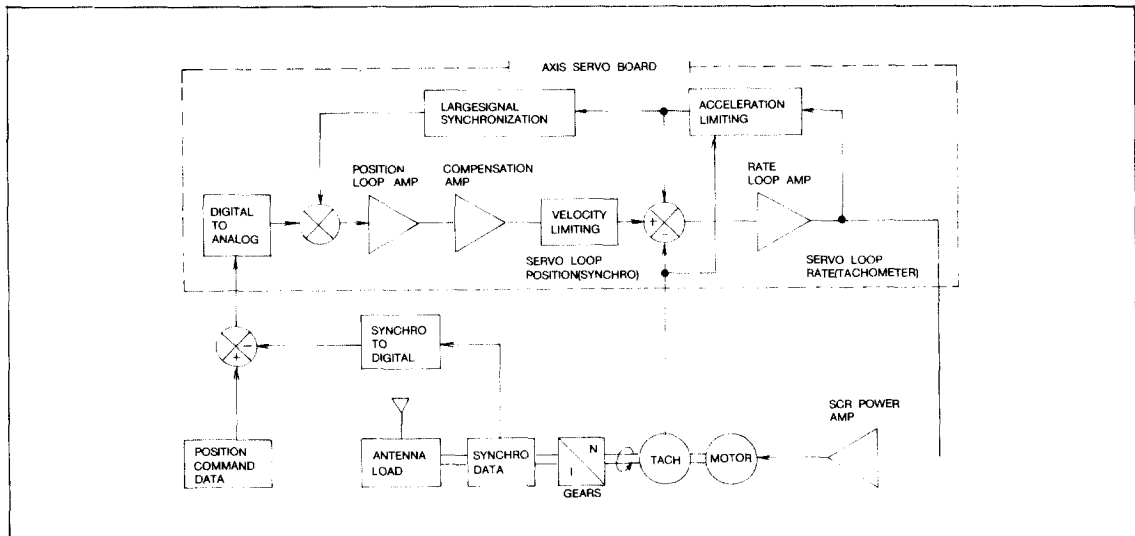 AXIS SERVO BOARD
LARGESIGNAL
SYNCHRONIZATION
ACCELERATION
LIMITING
POSITION
LOOP AMP
COMPENSATION
AMP
RATE
LOOP AMP
DIGITAL
TO
ANALOG
VELOCITY
LIMITING
+
−
SERVO LOOP
POSITION(SYNCHRO)
SERVO LOOP
RATE(TACHOMETER)
−
+
SYNCHRO
TO
DIGITAL
SCR POWER
AMP
POSITION
COMMAND
DATA
ANTENNA
LOAD
SYNCHRO
DATA
N
I
GEARS
TACH
MOTOR